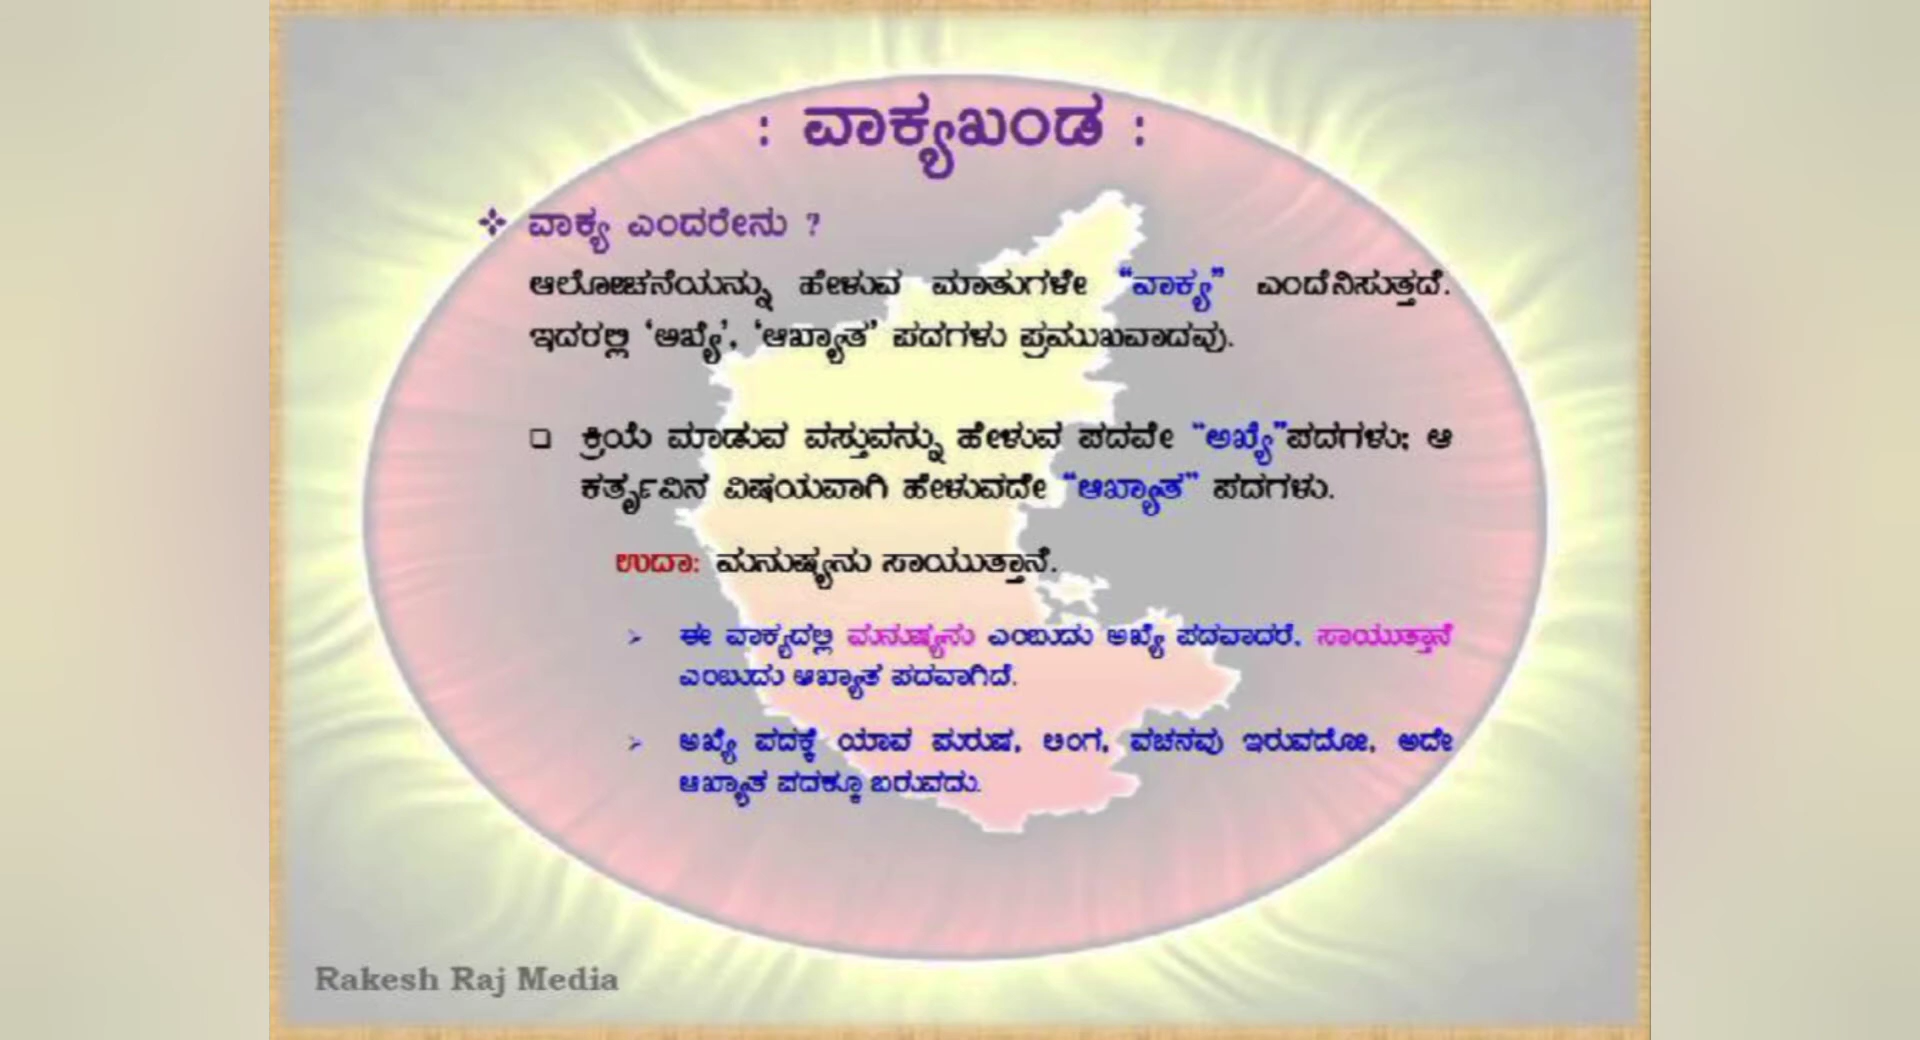 : ವಾಕ್ಯಖಂಡ :
❖ ವಾಕ್ಯ ಎಂದರೇನು ?
ಆಲೋಚನೆಯನ್ನು ಹೇಳುವ ಮಾತುಗಳೇ “ವಾಕ್ಯ” ಎಂದೆನಿಸುತ್ತದೆ.
ಇದರಲ್ಲಿ ‘ಅಖ್ಯೆ’, ‘ಆಖ್ಯಾತ’ ಪದಗಳು ಪ್ರಮುಖವಾದವು.
❑ ಕ್ರಿಯೆ ಮಾಡುವ ವಸ್ತುವನ್ನು ಹೇಳುವ ಪದವೇ “ಅಖ್ಯೆ”ಪದಗಳು; ಆ
ಕರ್ತೃವಿನ ವಿಷಯವಾಗಿ ಹೇಳುವದೇ “ಆಖ್ಯಾತ” ಪದಗಳು.
ಉದಾ: ಮನುಷ್ಯನು ಸಾಯುತ್ತಾನೆ.
➢ ಈ ವಾಕ್ಯದಲ್ಲಿ ಮನುಷ್ಯನು ಎಂಬುದು ಅಖ್ಯೆ ಪದವಾದರೆ, ಸಾಯುತ್ತಾನೆ
ಎಂಬುದು ಆಖ್ಯಾತ ಪದವಾಗಿದೆ.
➢ ಅಖ್ಯೆ ಪದಕ್ಕೆ ಯಾವ ಪುರುಷ, ಲಿಂಗ, ವಚನವು ಇರುವದೋ, ಅದೇ
ಆಖ್ಯಾತ ಪದಕ್ಕೂ ಬರುವದು.
Rakesh Raj Media